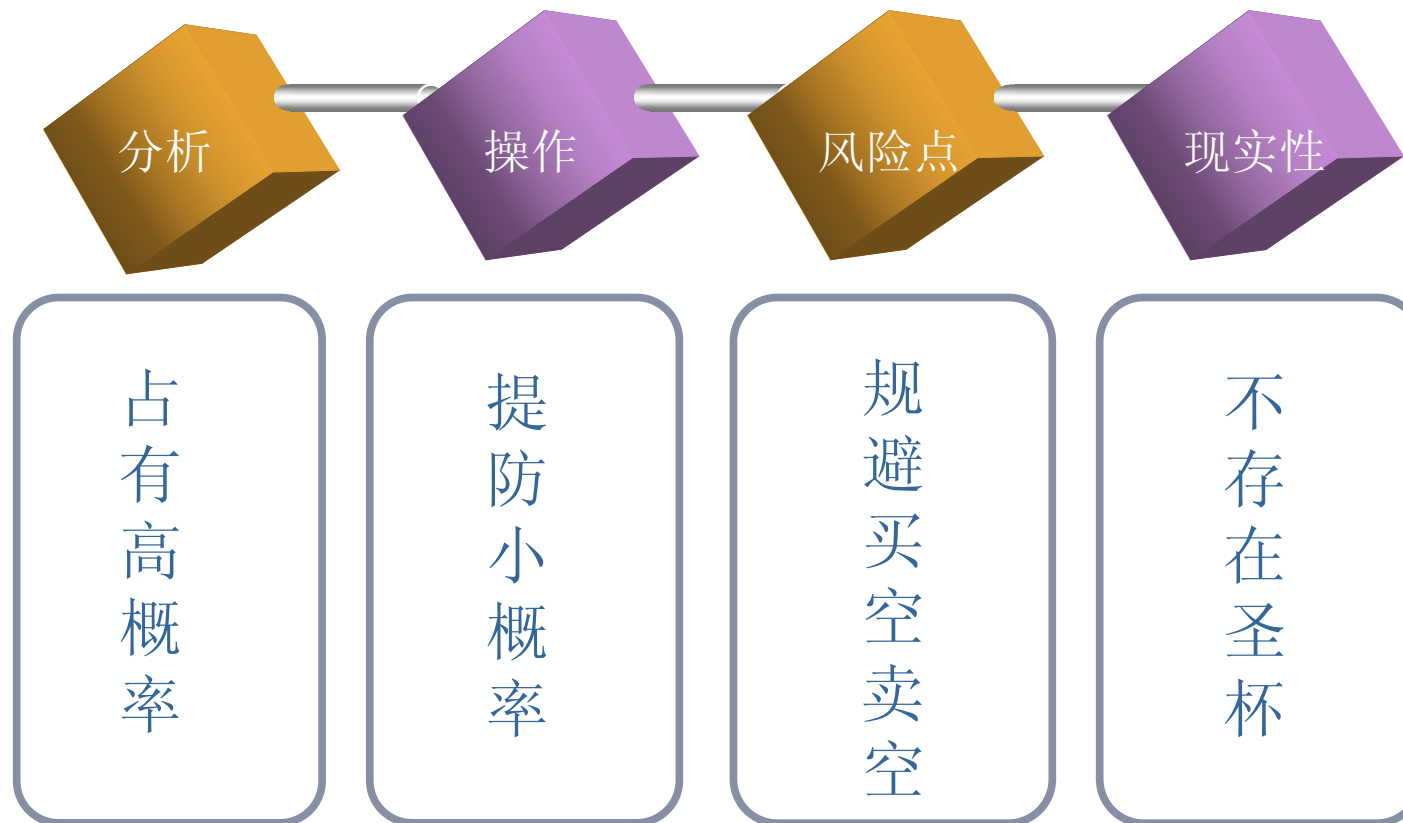 分析
操作
风险点
现实性
占有高概率
提防小概率
规避买空卖空
不存在圣杯